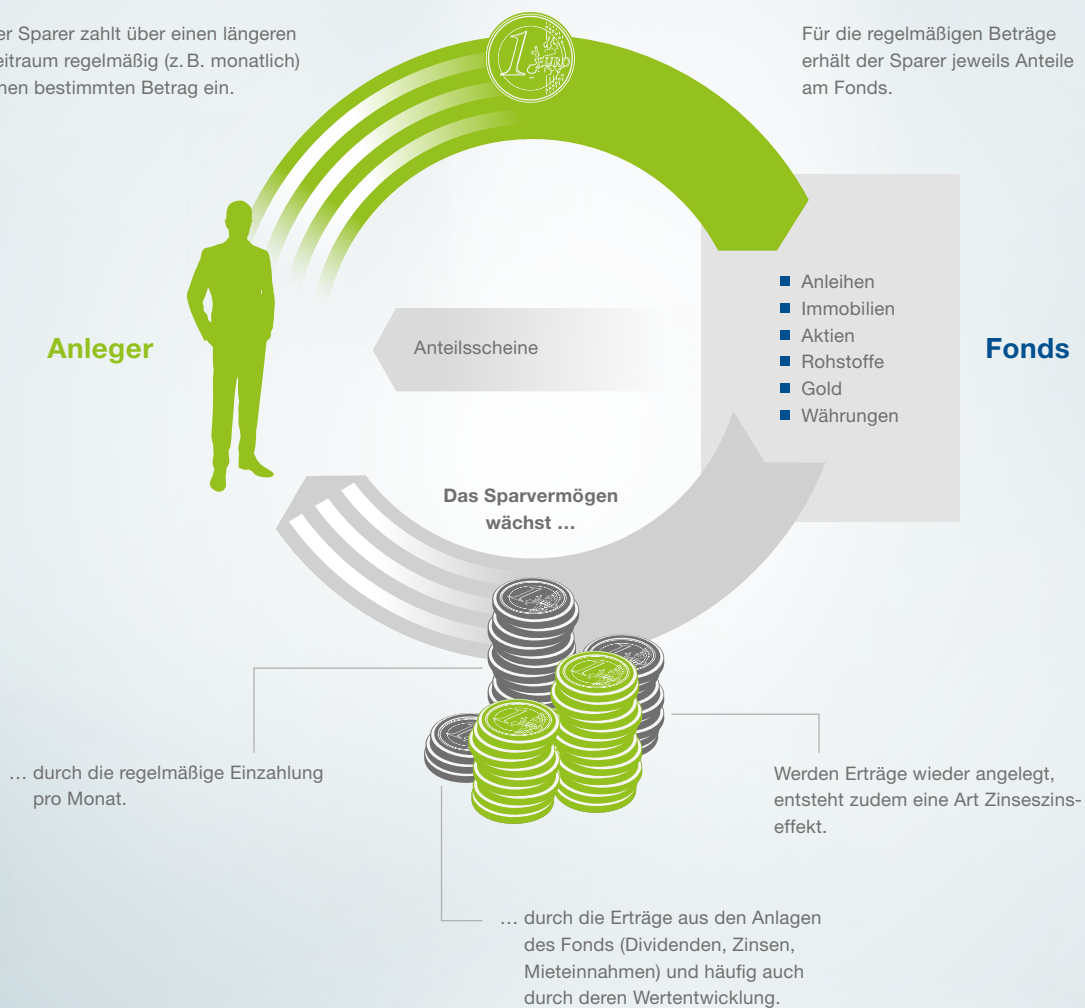 er Sparer zahlt über einen längeren
eitraum regelmäßig (z. B. monatlich)
nen bestimmten Betrag ein.
Für die regelmäßigen Beträge
erhält der Sparer jeweils Anteile
am Fonds.
1 EURO
Anleger
Anteilsscheine
Anleihen
Immobilien
Aktien
Rohstoffe
Gold
Währungen
Fonds
Das Sparvermögen
wächst …
… durch die regelmäßige Einzahlung
pro Monat.
Werden Erträge wieder angelegt,
entsteht zudem eine Art Zinseszins-
effekt.
… durch die Erträge aus den Anlagen
des Fonds (Dividenden, Zinsen,
Mieteinnahmen) und häufig auch
durch deren Wertentwicklung.